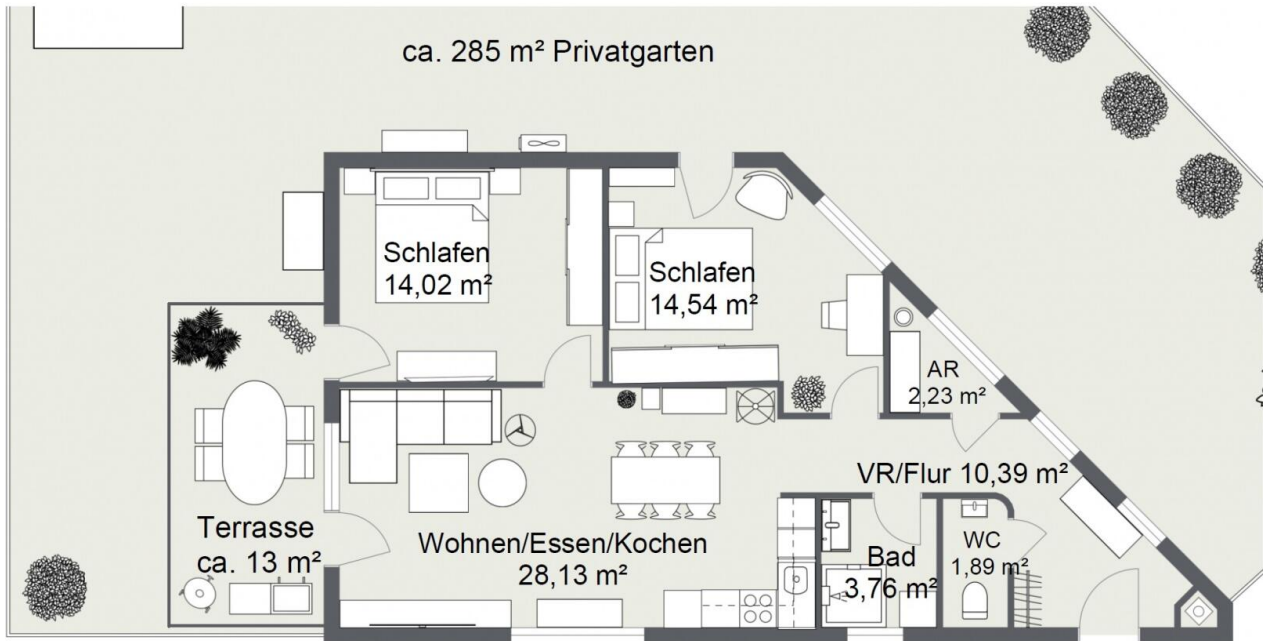 ca. 285 m² Privatgarten
Schlafen
14,02 m²
Schlafen
14,54 m²
AR
2,23 m²
VR/Flur 10,39 m²
Terrasse
ca. 13 m²
Wohnen/Essen/Kochen
28,13 m²
Bad
3,76 m²
WC
1,89 m²